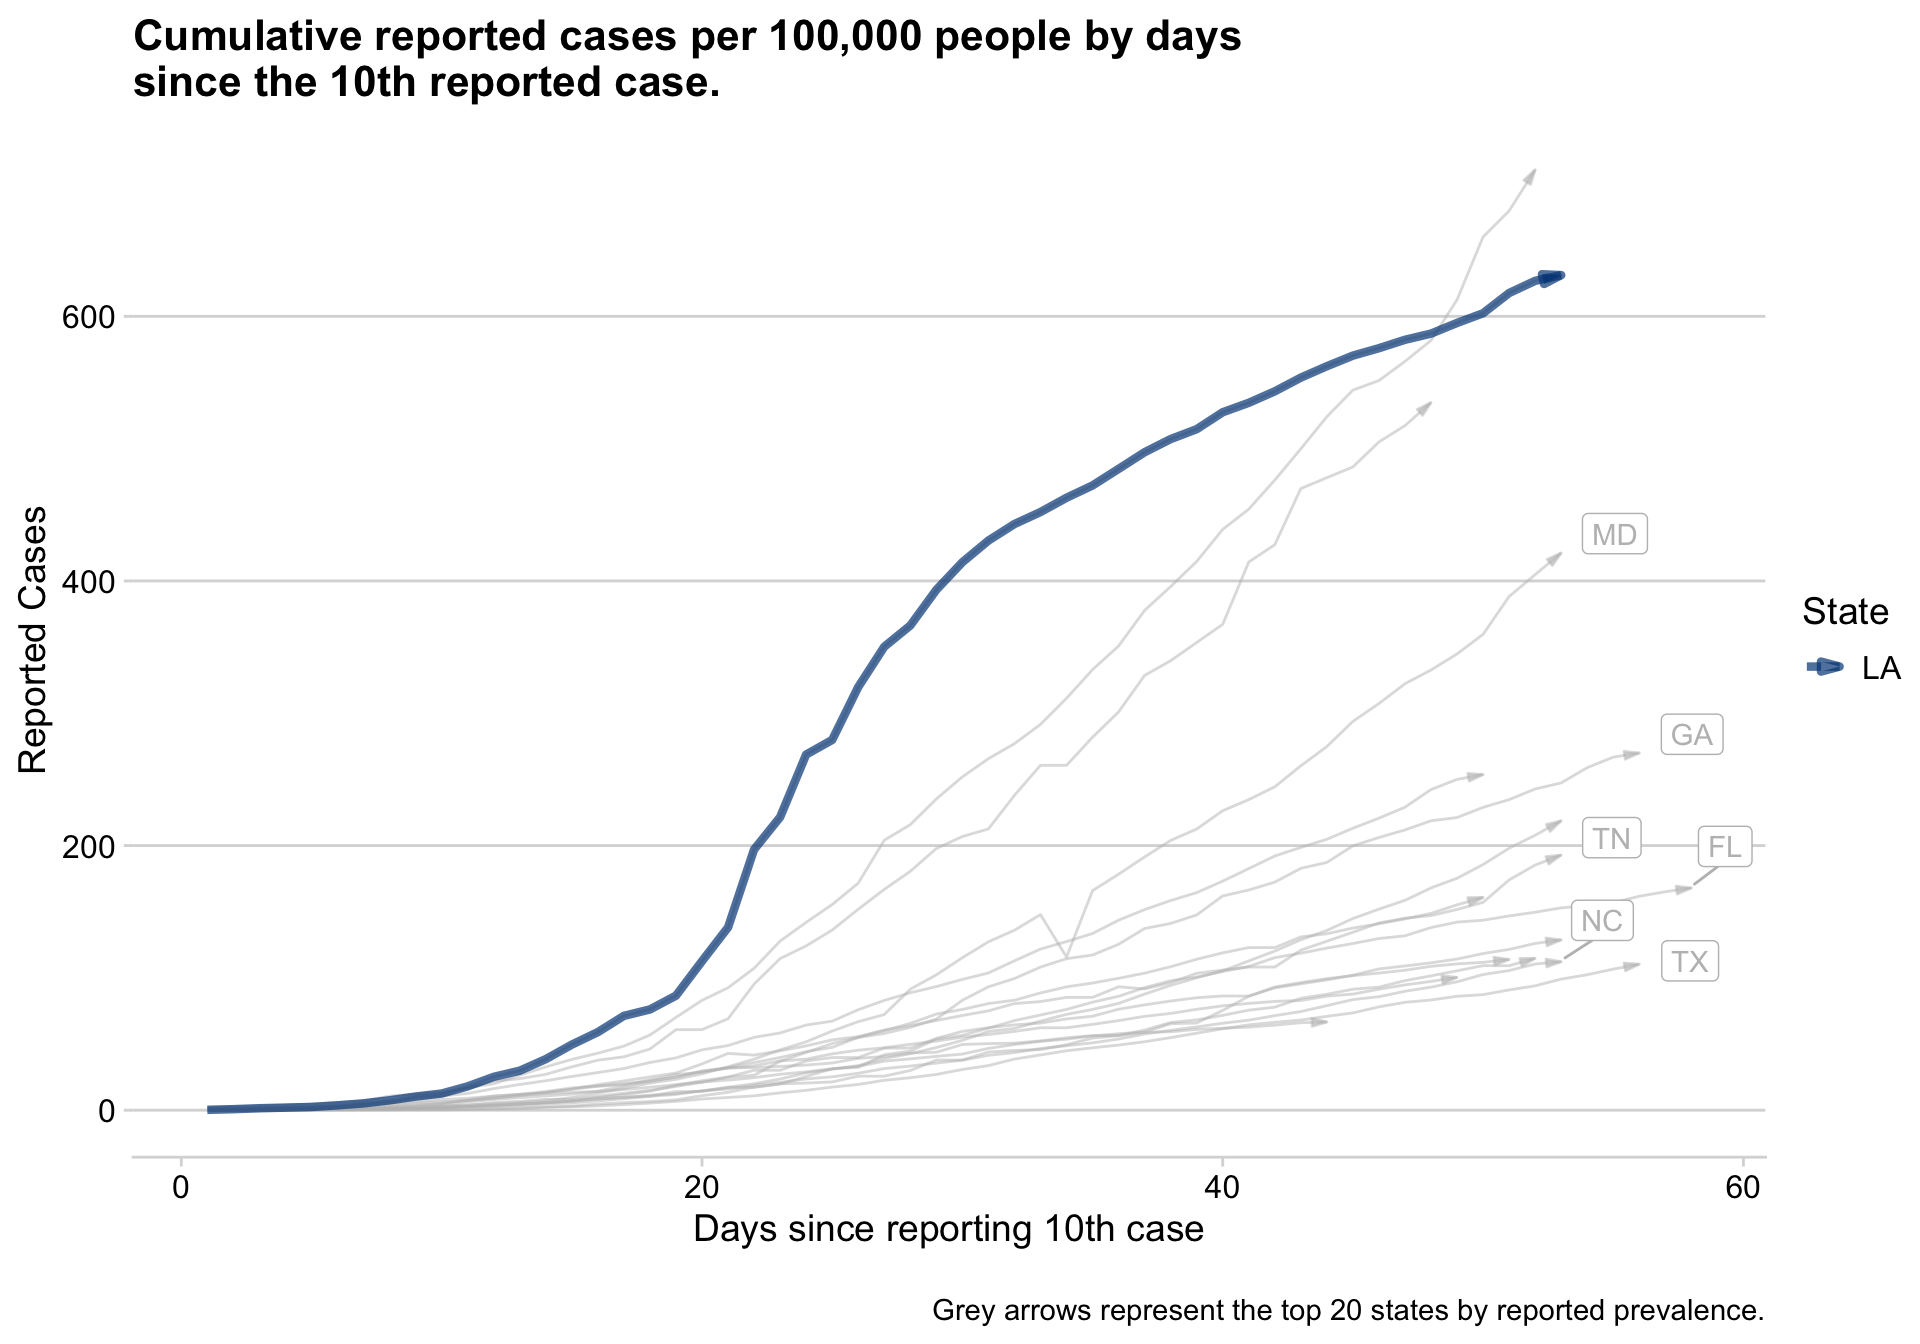 Cumulative reported cases per 100,000 people by days
since the 10th reported case.
Reported Cases
600
400
200
0
MD
GA
TN
FL
NC
TX
State
LA
0
20
40
60
Days since reporting 10th case
Grey arrows represent the top 20 states by reported prevalence.